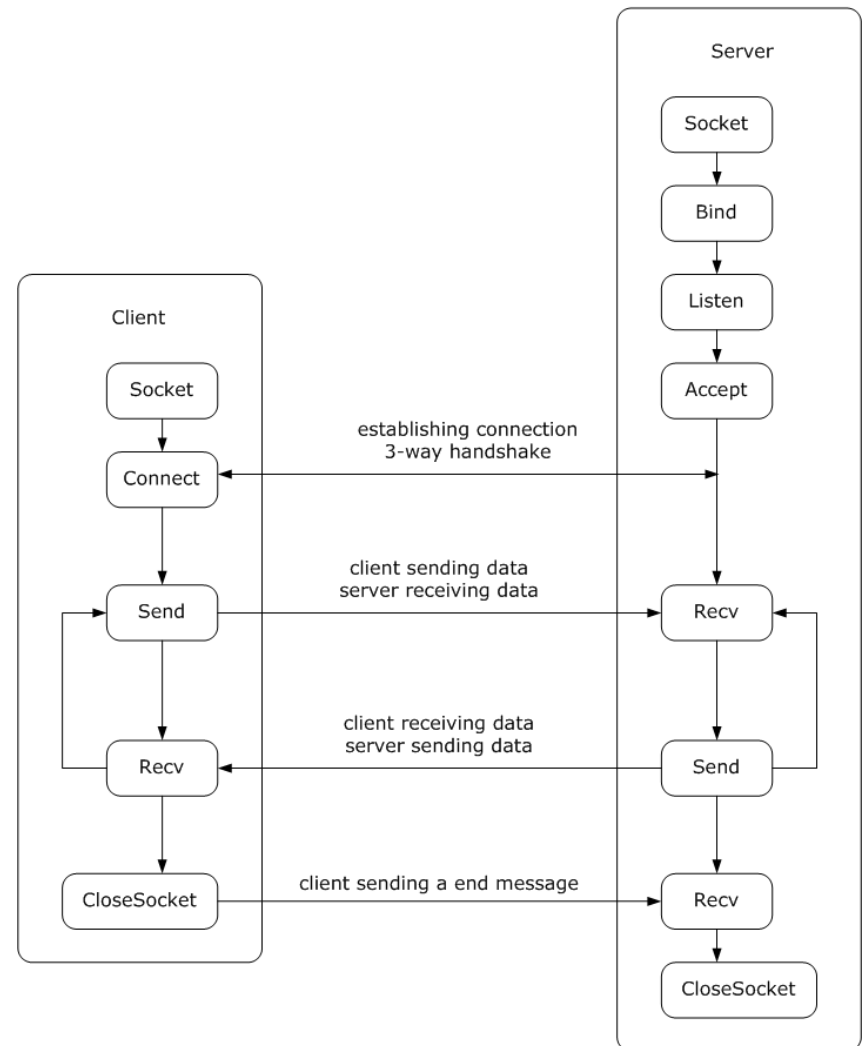 Server
Socket
Bind
Listen
Accept
Client
Socket
Connect
establishing connection
3-way handshake
Send
client sending data
server receiving data
Recv
Recv
client receiving data
server sending data
Send
CloseSocket
client sending a end message
Recv
CloseSocket